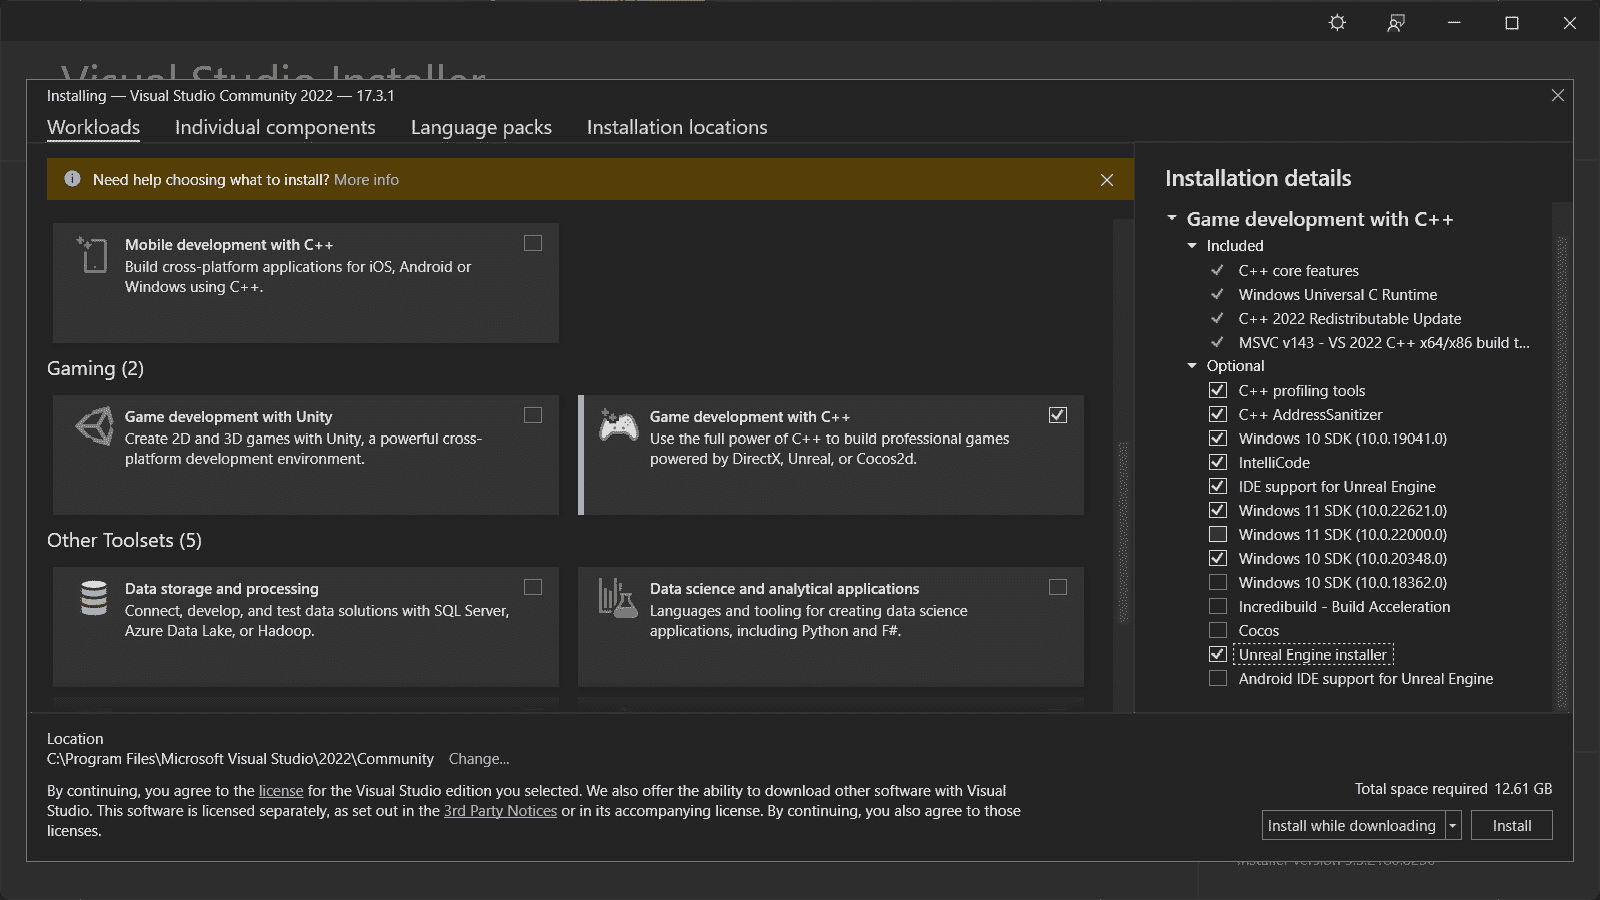 Visual Studio Installer
Installing — Visual Studio Community 2022 — 17.3.1
Workloads
Individual components
Language packs
Installation locations
Need help choosing what to install? More info
Mobile development with C++
Build cross-platform applications for iOS, Android or
Windows using C++.
Gaming (2)
Game development with Unity
Create 2D and 3D games with Unity, a powerful cross-
platform development environment.
Game development with C++
Use the full power of C++ to build professional games
powered by DirectX, Unreal, or Cocos2d.
Other Toolsets (5)
Data storage and processing
Connect, develop, and test data solutions with SQL Server,
Azure Data Lake, or Hadoop.
Data science and analytical applications
Languages and tooling for creating data science
applications, including Python and F#.
Installation details
Game development with C++
Included
C++ core features
Windows Universal C Runtime
C++ 2022 Redistributable Update
MSVC v143 - VS 2022 C++ x64/x86 build t...
Optional
C++ profiling tools
C++ AddressSanitizer
Windows 10 SDK (10.0.19041.0)
IntelliCode
IDE support for Unreal Engine
Windows 11 SDK (10.0.22621.0)
Windows 11 SDK (10.0.22000.0)
Windows 10 SDK (10.0.20348.0)
Windows 10 SDK (10.0.18362.0)
Incredibuild - Build Acceleration
Cocos
Unreal Engine installer
Android IDE support for Unreal Engine
Location
C:\Program Files\Microsoft Visual Studio\2022\Community Change...
By continuing, you agree to the license for the Visual Studio edition you selected. We also offer the ability to download other software with Visual
Studio. This software is licensed separately, as set out in the 3rd Party Notices or in its accompanying license. By continuing, you also agree to those
licenses.
Total space required 12.61 GB
Install while downloading
Install